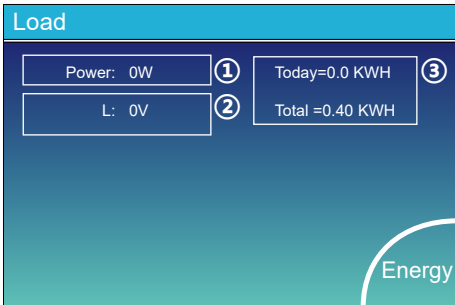 Load
Power: 0W ①
Today=0.0 KWH ③
L: 0V ②
Total =0.40 KWH
Energy